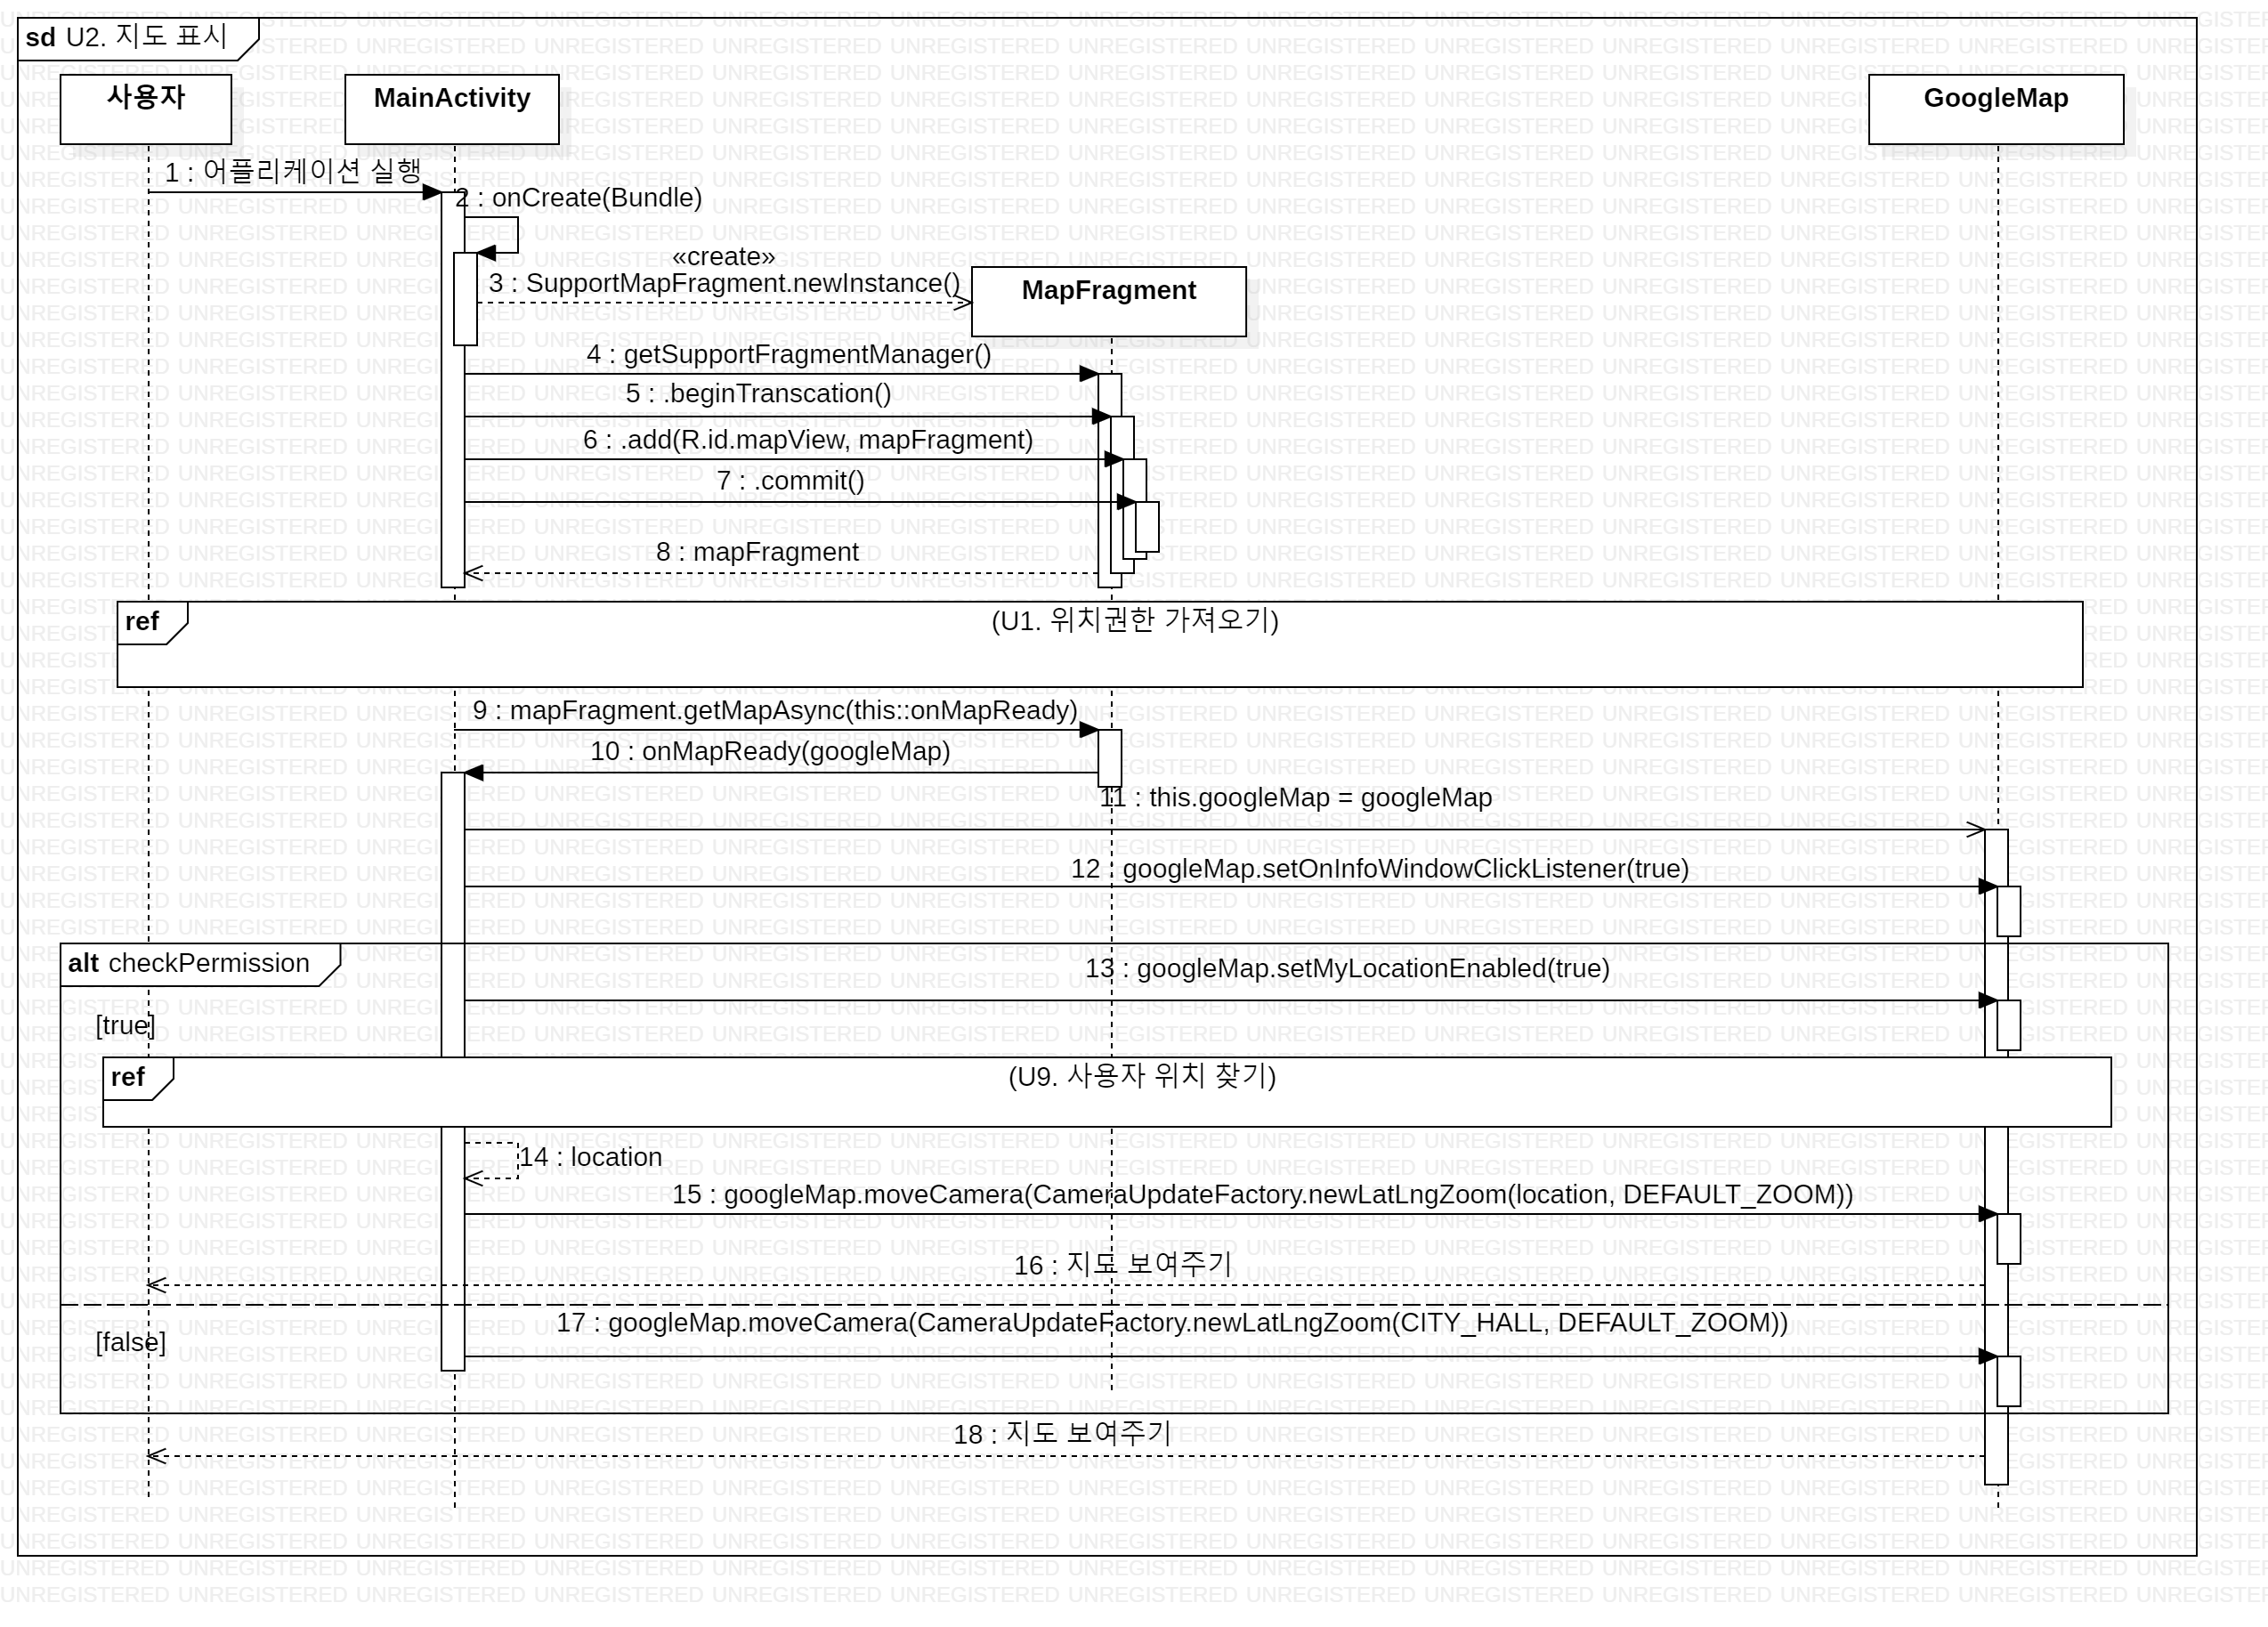 sd U2. 지도 표시
사용자
MainActivity
GoogleMap
1 : 어플리케이션 실행
2 : onCreate(Bundle)
«create»
3 : SupportMapFragment.newInstance()
MapFragment
4 : getSupportFragmentManager()
5 : .beginTranscation()
6 : .add(R.id.mapView, mapFragment)
7 : .commit()
8 : mapFragment
ref
(U1. 위치권한 가져오기)
9 : mapFragment.getMapAsync(this::onMapReady)
10 : onMapReady(googleMap)
11 : this.googleMap = googleMap
12 : googleMap.setOnInfoWindowClickListener(true)
alt checkPermission
13 : googleMap.setMyLocationEnabled(true)
[true]
ref
(U9. 사용자 위치 찾기)
14 : location
15 : googleMap.moveCamera(CameraUpdateFactory.newLatLngZoom(location, DEFAULT_ZOOM))
16 : 지도 보여주기
17 : googleMap.moveCamera(CameraUpdateFactory.newLatLngZoom(CITY_HALL, DEFAULT_ZOOM))
[false]
18 : 지도 보여주기
UNREGISTERED